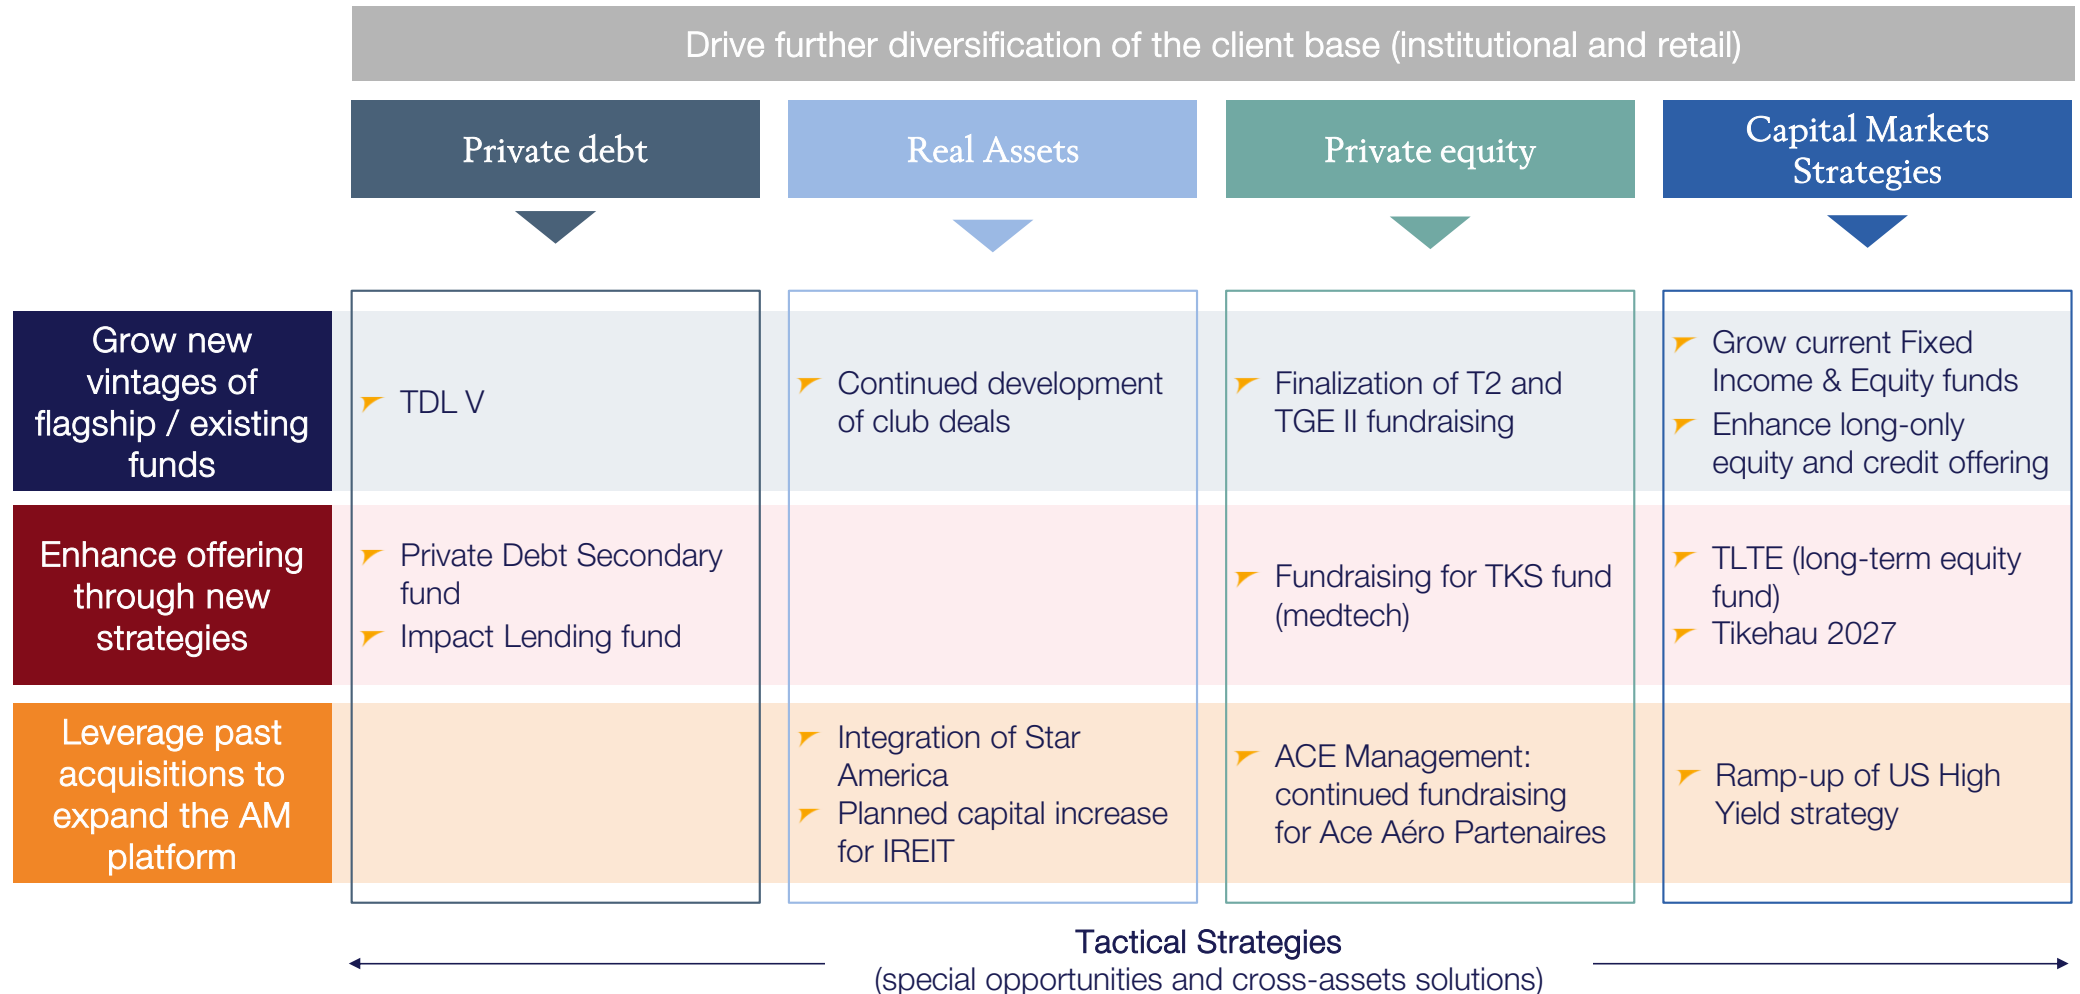 Drive further diversification of the client base (institutional and retail)
Private debt
Real Assets
Private equity
Capital Markets
Strategies
Grow new
vintages of
flagship / existing
funds
TDL V
Continued development
of club deals
Finalization of T2 and
TGE II fundraising
Grow current Fixed
Income & Equity funds
Enhance long-only
equity and credit offering
Enhance offering
through new
strategies
Private Debt Secondary
fund
Impact Lending fund
Fundraising for TKS fund
(medtech)
TLTE (long-term equity
fund)
Tikehau 2027
Leverage past
acquisitions to
expand the AM
platform
Integration of Star
America
Planned capital increase
for IREIT
ACE Management:
continued fundraising
for Ace Aéro Partenaires
Ramp-up of US High
Yield strategy
Tactical Strategies
(special opportunities and cross-assets solutions)